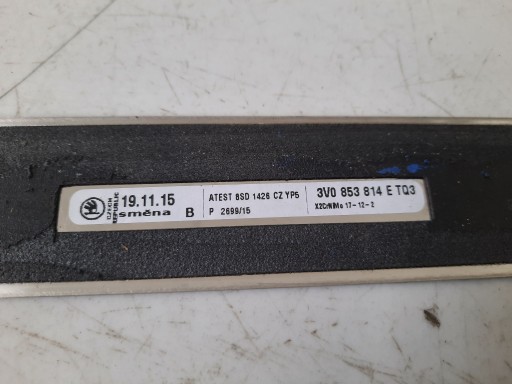 CZECH REPUBLIC
19.11.15
směna B
ATEST 8SD 1426 CZ YP5
P 2699/15
3V0 853 814 E TQ3
X2CrNiMo 17-12-2